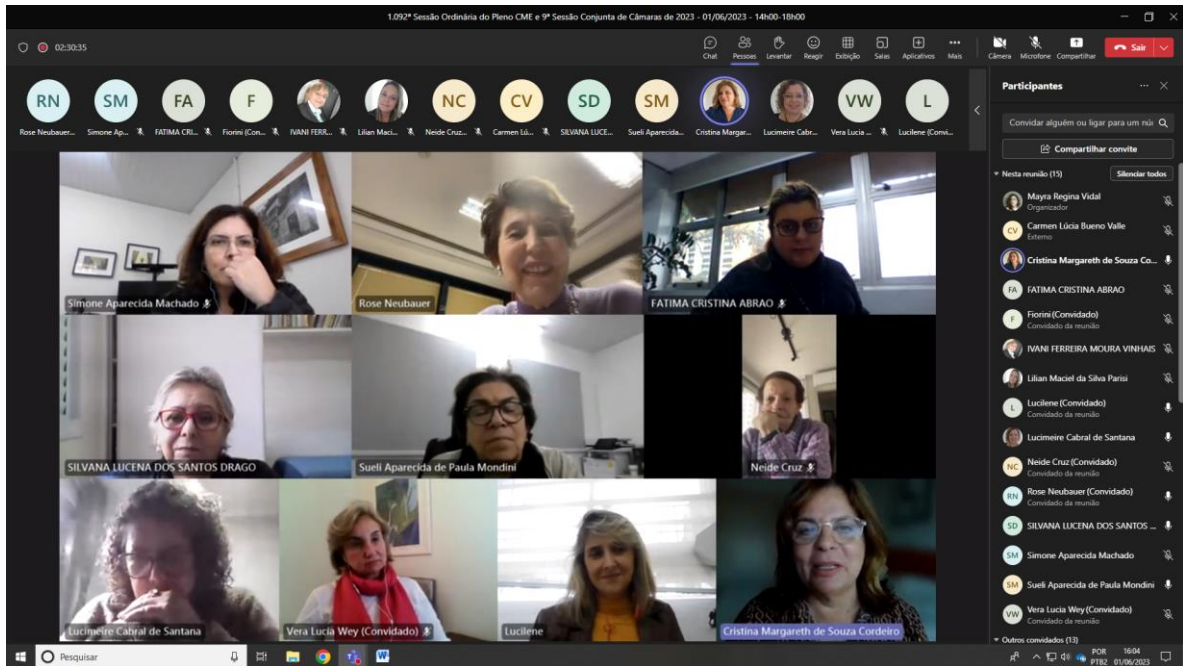 1.092ª Sessão Ordinária do Pleno CME e 9ª Sessão Conjunta de Câmaras de 2023 - 01/06/2023 - 14h00-18h00
02:30:35
Chat Pessoas Levantar Reagir Exibição Salas Aplicativos Mais Câmera Microfone Compartilhar Sair
RN SM FA F NC CV SD SM VW L
Rose Neubauer... Simone Ap... FATIMA CRI... Fiorini (Con... IVANI FERR... Lilian Maci... Neide Cruz... Carmen Lú... SILVANA LUCE... Sueli Aparecida... Cristina Margar... Lucimeire Cabr... Vera Lucia ... Lucilene (Convi...
Simone Aparecida Machado
Rose Neubauer
FATIMA CRISTINA ABRAO
SILVANA LUCENA DOS SANTOS DRAGO
Sueli Aparecida de Paula Mondini
Neide Cruz
Lucimeire Cabral de Santana
Vera Lucia Wey (Convidado)
Lucilene
Cristina Margareth de Souza Cordeiro
Participantes
Convidar alguém ou ligar para um nú
Compartilhar convite
Nesta reunião (15) Silenciar todos
Mayra Regina Vidal
Organizador
CV Carmen Lúcia Bueno Valle
Externo
Cristina Margareth de Souza Co...
FA FATIMA CRISTINA ABRAO
F Fiorini (Convidado)
Convidado da reunião
IVANI FERREIRA MOURA VINHAIS
Lilian Maciel da Silva Parisi
L Lucilene (Convidado)
Convidado da reunião
Lucimeire Cabral de Santana
NC Neide Cruz (Convidado)
Convidado da reunião
RN Rose Neubauer (Convidado)
Convidado da reunião
SD SILVANA LUCENA DOS SANTOS ...
SM Simone Aparecida Machado
SM Sueli Aparecida de Paula Mondini
VW Vera Lucia Wey (Convidado)
Convidado da reunião
Outros convidados (13)
Pesquisar
POR
PTB2
16:04
01/06/2023